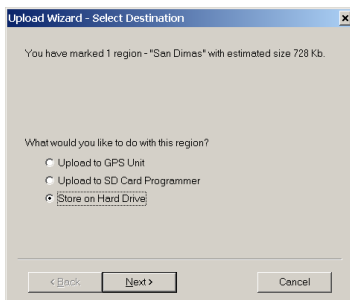 Upload Wizard - Select Destination
You have marked 1 region - "San Dimas" with estimated size 728 Kb.
What would you like to do with this region?
Upload to GPS Unit
Upload to SD Card Programmer
Store on Hard Drive
< Back Next > Cancel